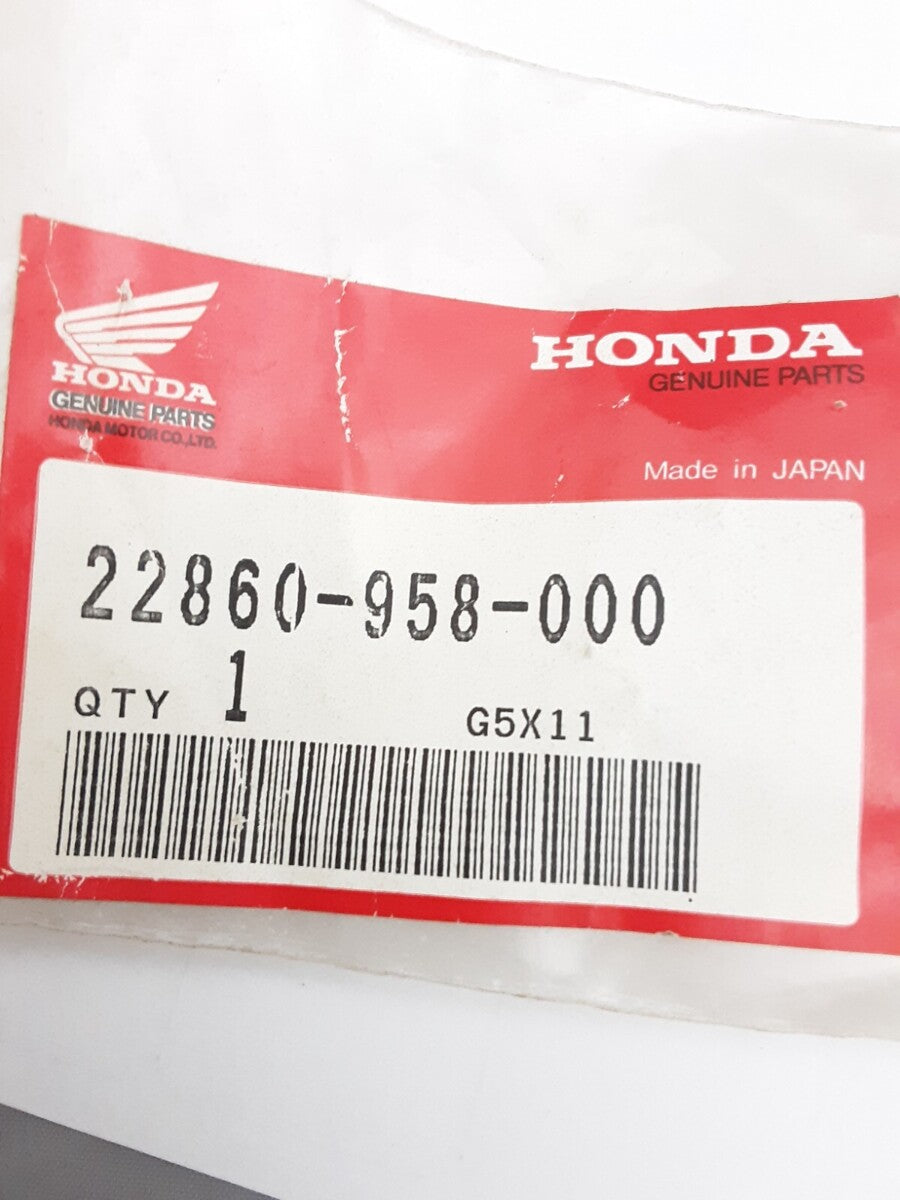 HONDA
GENUINE PARTS
HONDA MOTOR CO.,LTD.
HONDA
GENUINE PARTS
Made in JAPAN
22860-958-000
QTY 1 G5X11